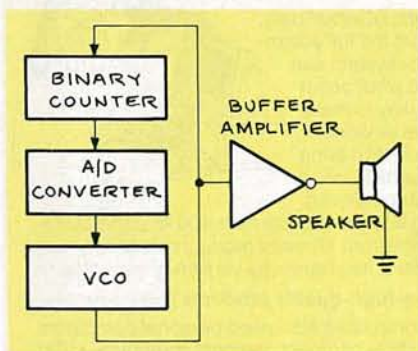 BINARY
COUNTER
A/D
CONVERTER
VCO
BUFFER
AMPLIFIER
SPEAKER